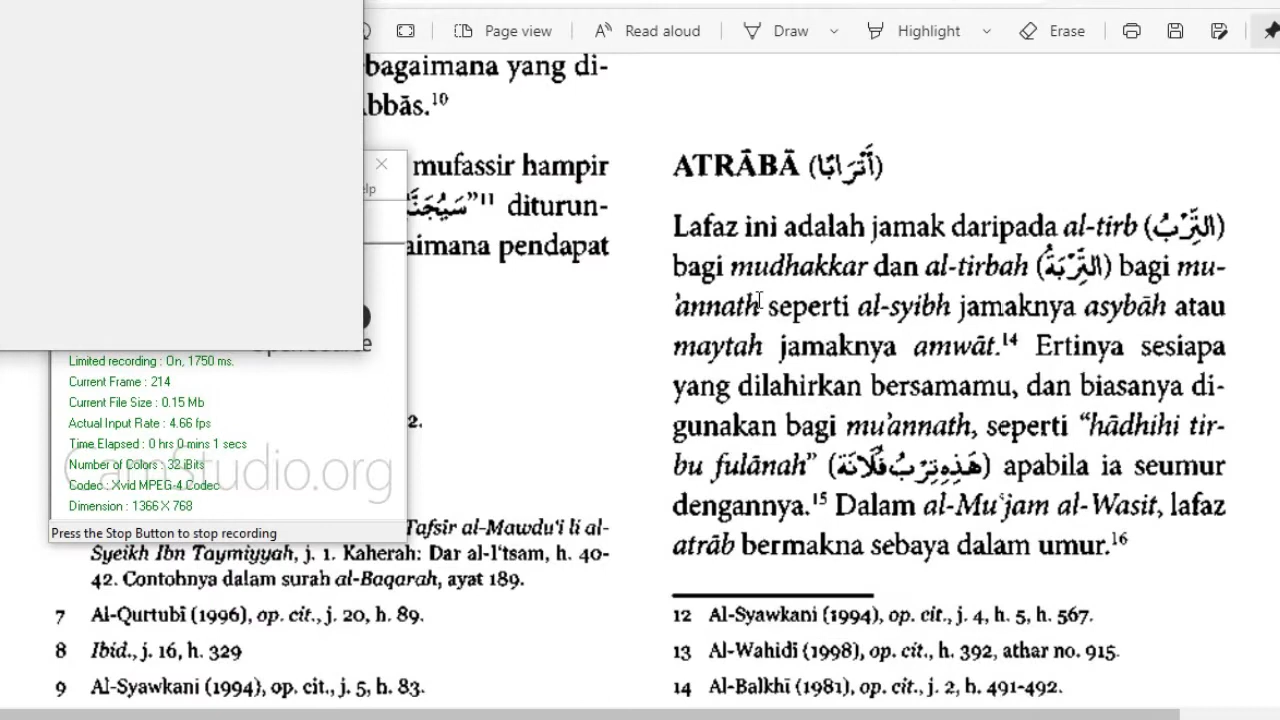 Page view
Read aloud
Draw
Highlight
Erase
bagaimana yang di-
bbās.¹⁰
mufassir hampir
سَيُجَنَّ”¹¹ diturun-
aimana pendapat
2.
Limited recording : On, 1750 ms.
Current Frame : 214
Current File Size : 0.15 Mb
Actual Input Rate : 4.66 fps
Time Elapsed : 0 hrs 0 mins 1 secs
Number of Colors : 32 Bits
Codec : Xvid MPEG-4 Codec
Dimension : 1366 X 768
CamStudio.org
Press the Stop Button to stop recording
Tafsir al-Mawdu‘i li al-
Syeikh Ibn Taymiyyah, j. 1. Kaherah: Dar al-I‘tsam, h. 40-
42. Contohnya dalam surah al-Baqarah, ayat 189.
7 Al-Qurtubī (1996), op. cit., j. 20, h. 89.
8 Ibid., j. 16, h. 329
9 Al-Syawkani (1994), op. cit., j. 5, h. 83.
ATRĀBĀ (أَتْرَابًا)
Lafaz ini adalah jamak daripada al-tirb (التِّرْبُ)
bagi mudhakkar dan al-tirbah (التِّرْبَةُ) bagi mu-
’annath seperti al-syibh jamaknya asybāh atau
maytah jamaknya amwāt.¹⁴ Ertinya sesiapa
yang dilahirkan bersamamu, dan biasanya di-
gunakan bagi mu’annath, seperti “hādhihi tir-
bu fulānah” (هَذِهِ تِرْبُ فُلَانَة) apabila ia seumur
dengannya.¹⁵ Dalam al-Mu‘jam al-Wasit, lafaz
atrāb bermakna sebaya dalam umur.¹⁶
12 Al-Syawkani (1994), op. cit., j. 4, h. 5, h. 567.
13 Al-Wahidī (1998), op. cit., h. 392, athar no. 915.
14 Al-Balkhī (1981), op. cit., j. 2, h. 491-492.